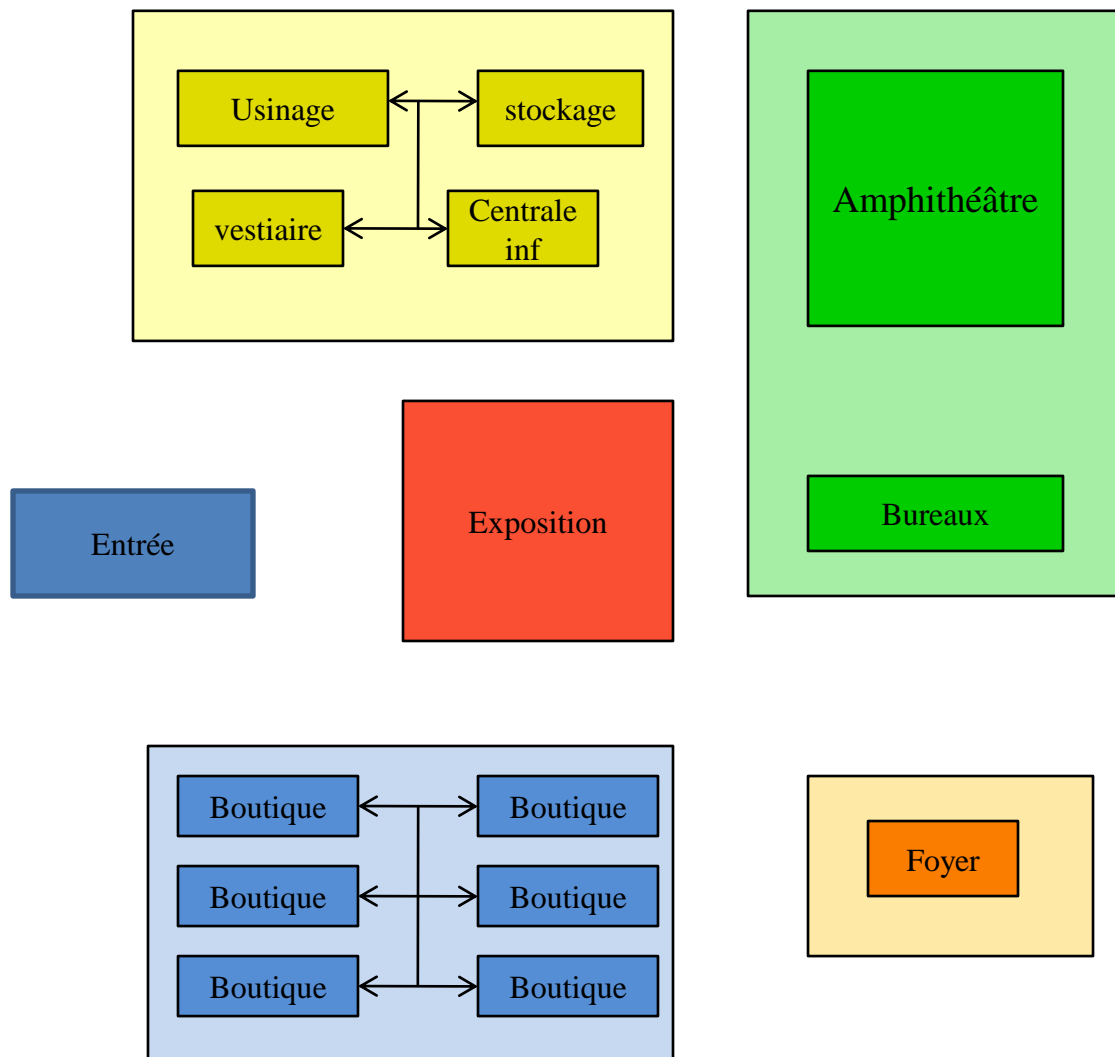 Usinage
stockage
vestiaire
Centrale
inf
Amphithéâtre
Bureaux
Entrée
Exposition
Boutique
Boutique
Boutique
Boutique
Boutique
Boutique
Foyer